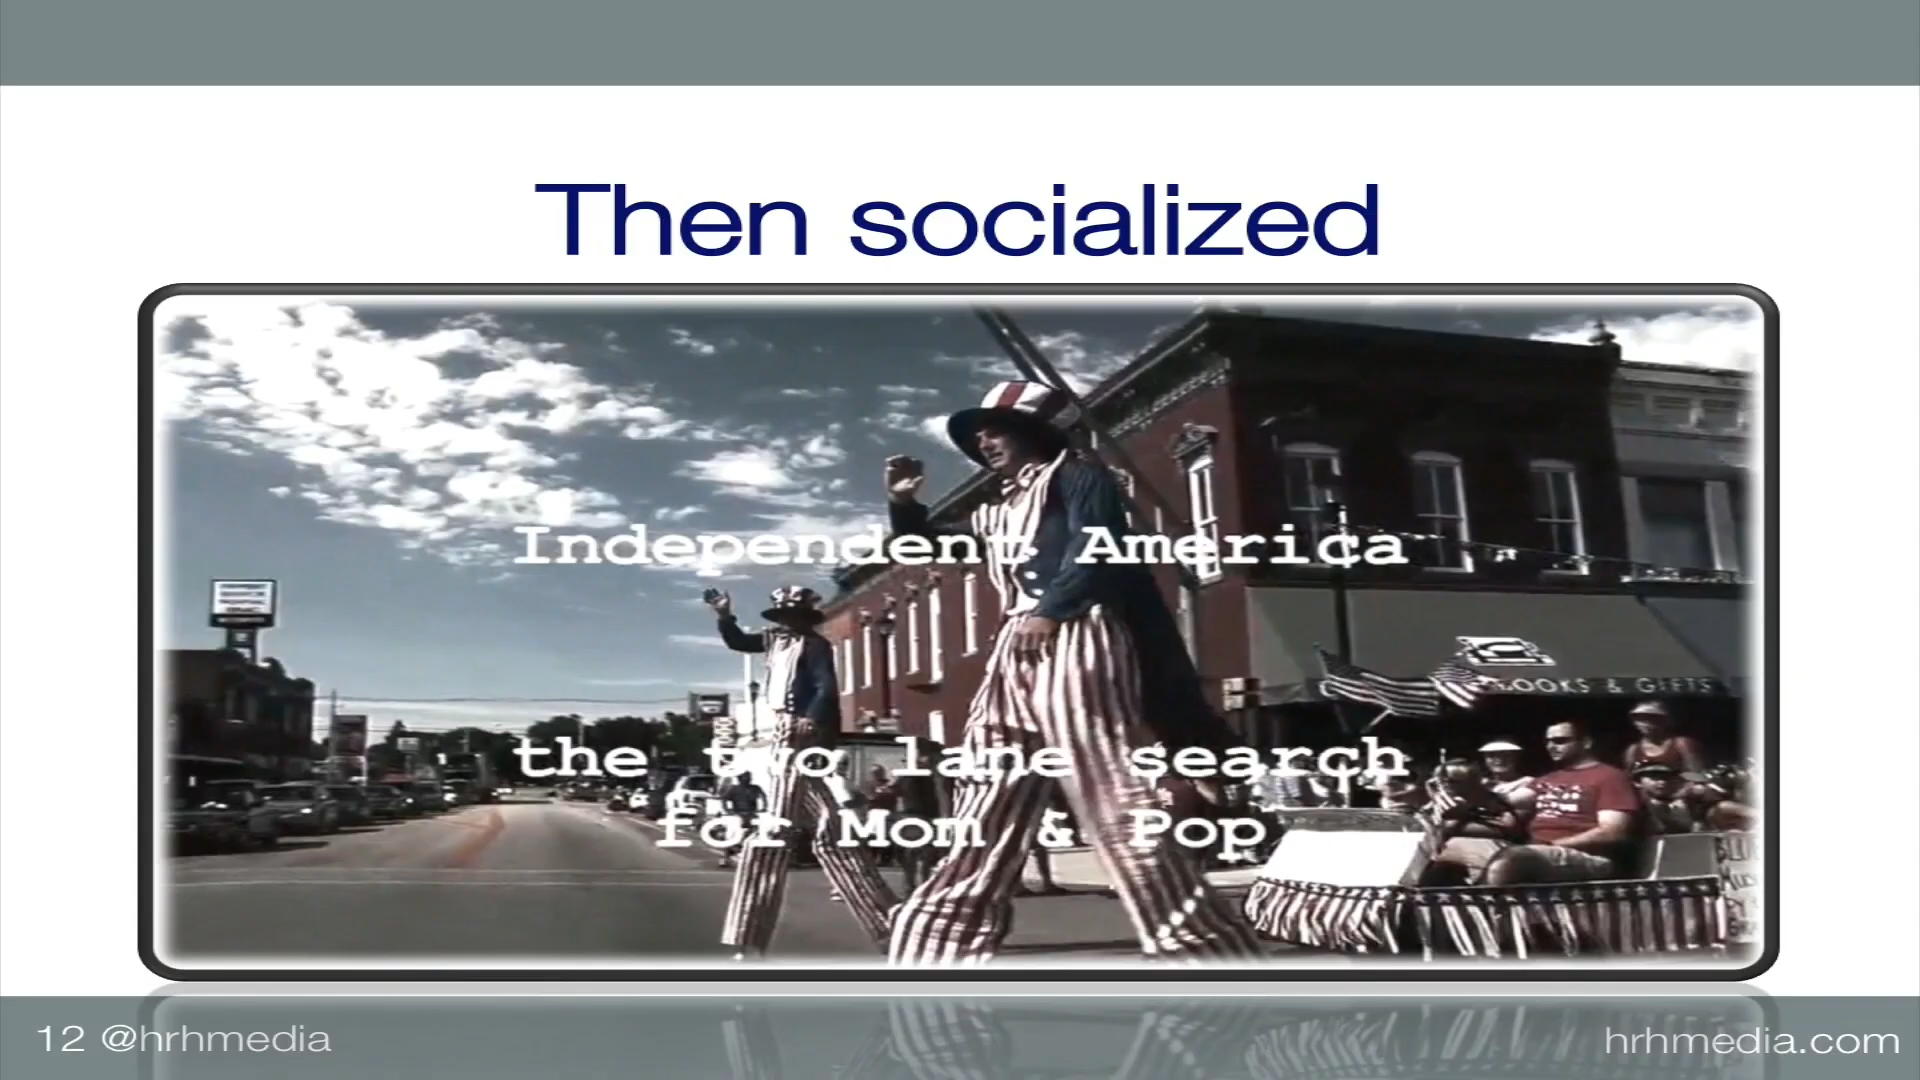 Then socialized
Independent America
BOOKS & GIFTS
the two lane search
for Mom & Pop
12 @hrhmedia
hrhmedia.com